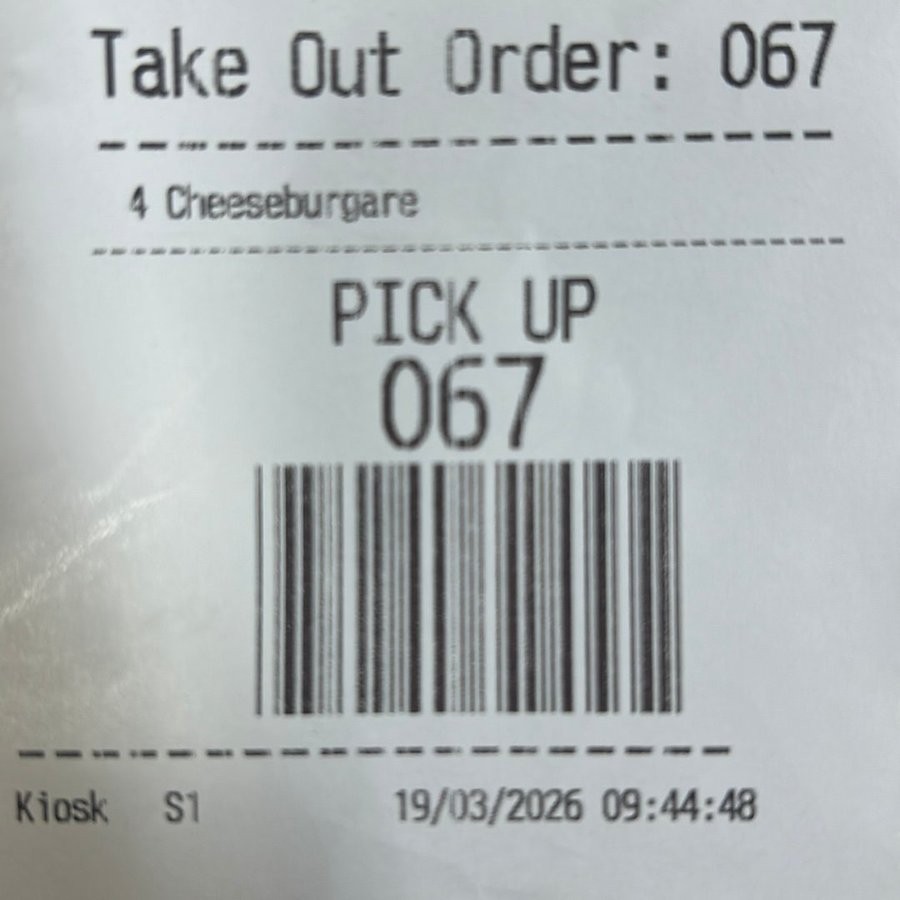 Take Out Order: 067
4 Cheeseburgare
PICK UP
067
Kiosk S1 19/03/2026 09:44:48